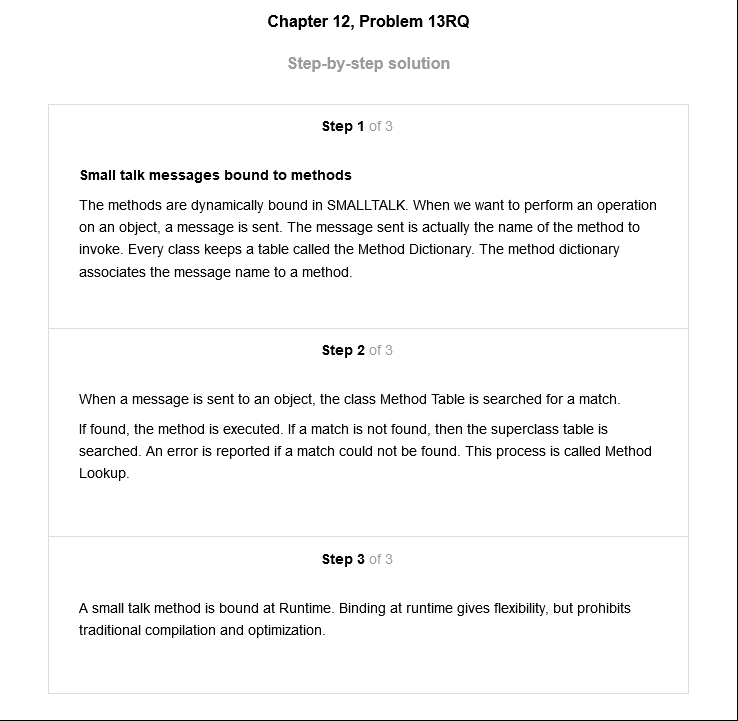 Chapter 12, Problem 13RQ
Step-by-step solution
Step 1 of 3
Small talk messages bound to methods
The methods are dynamically bound in SMALLTALK. When we want to perform an operation
on an object, a message is sent. The message sent is actually the name of the method to
invoke. Every class keeps a table called the Method Dictionary. The method dictionary
associates the message name to a method.
Step 2 of 3
When a message is sent to an object, the class Method Table is searched for a match.
If found, the method is executed. If a match is not found, then the superclass table is
searched. An error is reported if a match could not be found. This process is called Method
Lookup.
Step 3 of 3
A small talk method is bound at Runtime. Binding at runtime gives flexibility, but prohibits
traditional compilation and optimization.